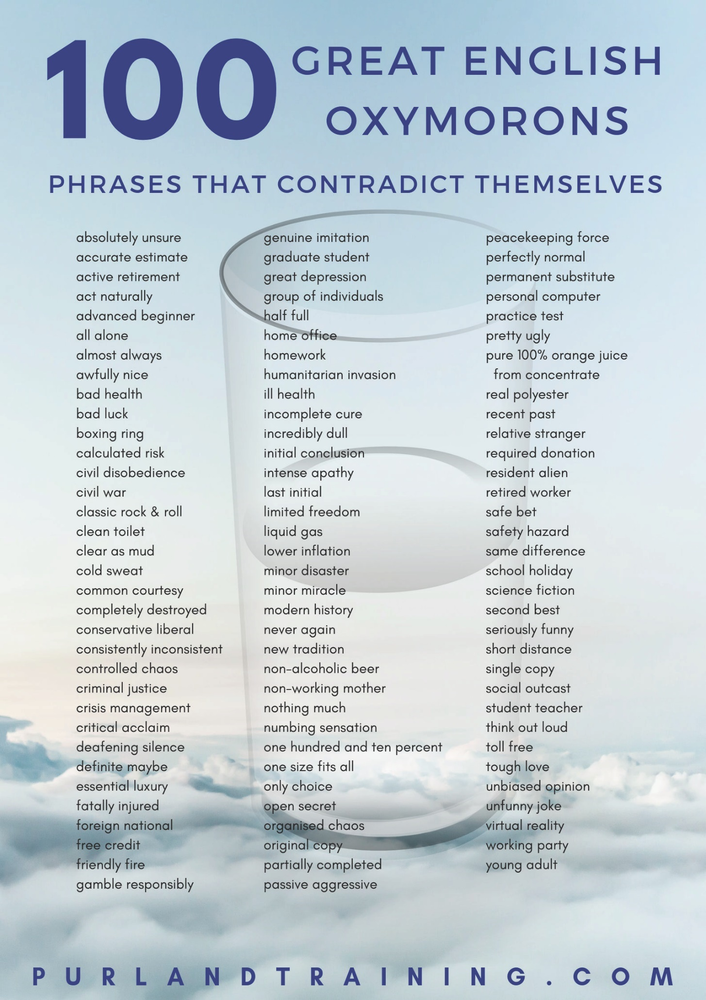 100 GREAT ENGLISH
OXYMORONS
PHRASES THAT CONTRADICT THEMSELVES
absolutely unsure
accurate estimate
active retirement
act naturally
advanced beginner
all alone
almost always
awfully nice
bad health
bad luck
boxing ring
calculated risk
civil disobedience
civil war
classic rock & roll
clean toilet
clear as mud
cold sweat
common courtesy
completely destroyed
conservative liberal
consistently inconsistent
controlled chaos
criminal justice
crisis management
critical acclaim
deafening silence
definite maybe
essential luxury
fatally injured
foreign national
free credit
friendly fire
gamble responsibly
genuine imitation
graduate student
great depression
group of individuals
half full
home office
homework
humanitarian invasion
ill health
incomplete cure
incredibly dull
initial conclusion
intense apathy
last initial
limited freedom
liquid gas
lower inflation
minor disaster
minor miracle
modern history
never again
new tradition
non-alcoholic beer
non-working mother
nothing much
numbing sensation
one hundred and ten percent
one size fits all
only choice
open secret
organised chaos
original copy
partially completed
passive aggressive
peacekeeping force
perfectly normal
permanent substitute
personal computer
practice test
pretty ugly
pure 100% orange juice
from concentrate
real polyester
recent past
relative stranger
required donation
resident alien
retired worker
safe bet
safety hazard
same difference
school holiday
science fiction
second best
seriously funny
short distance
single copy
social outcast
student teacher
think out loud
toll free
tough love
unbiased opinion
unfunny joke
virtual reality
working party
young adult
PURLANDTRAINING.COM